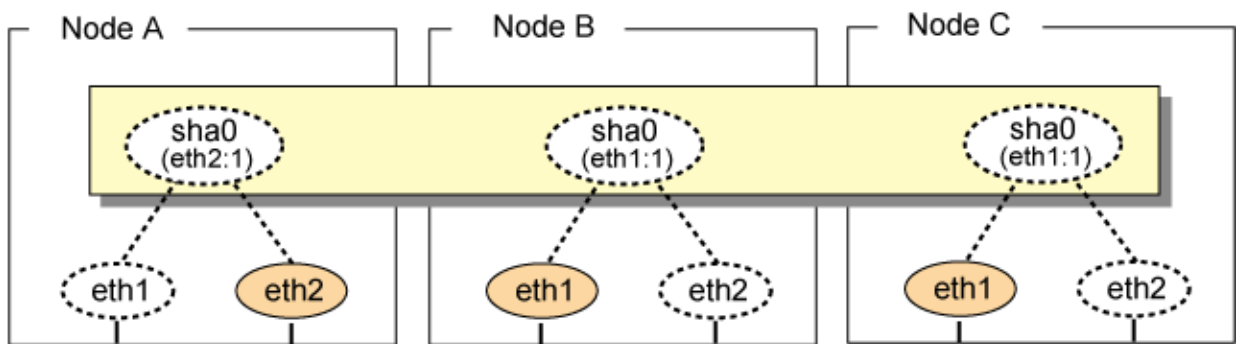 Node A
Node B
Node C
sha0
(eth2:1)
sha0
(eth1:1)
sha0
(eth1:1)
eth1
eth2
eth1
eth2
eth1
eth2